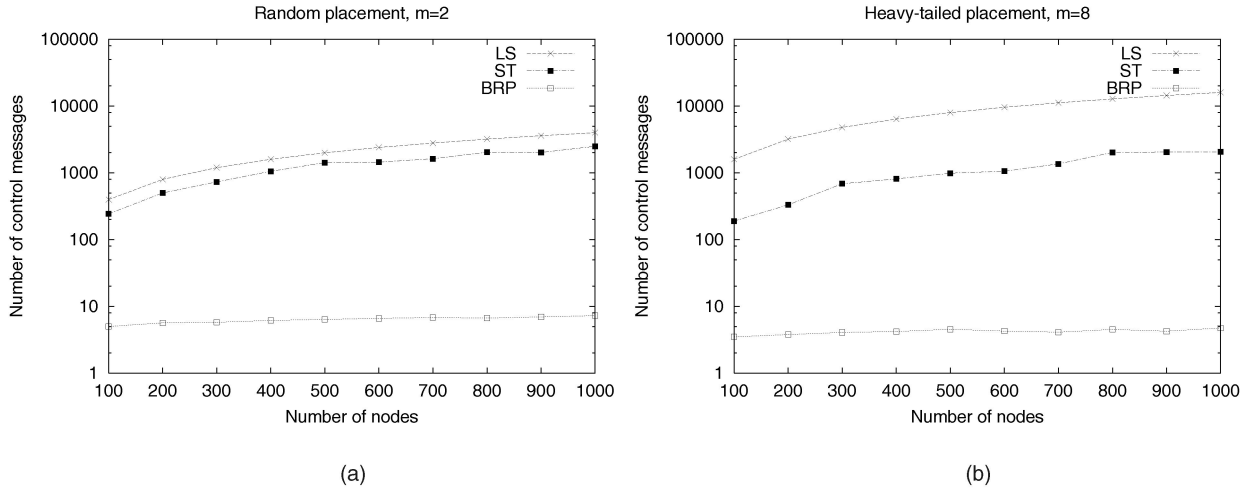 Random placement, m=2
100000
10000
1000
100
10
1
LS
ST
BRP
Number of control messages
100 200 300 400 500 600 700 800 900 1000
Number of nodes
(a)
Heavy-tailed placement, m=8
100000
10000
1000
100
10
1
LS
ST
BRP
Number of control messages
100 200 300 400 500 600 700 800 900 1000
Number of nodes
(b)